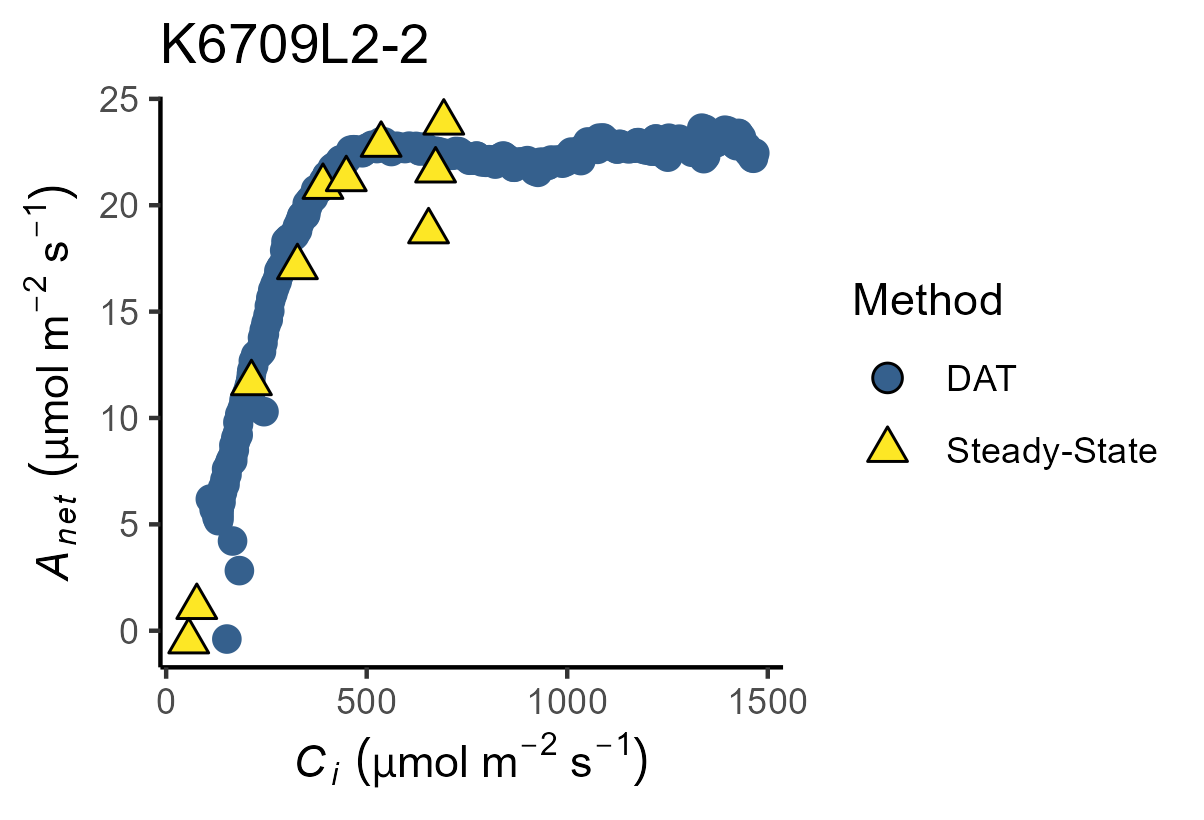 K6709L2-2
25
20
15
10
5
0
A_net (µmol m⁻² s⁻¹)
0 500 1000 1500
C_i (µmol m⁻² s⁻¹)
Method
DAT
Steady-State